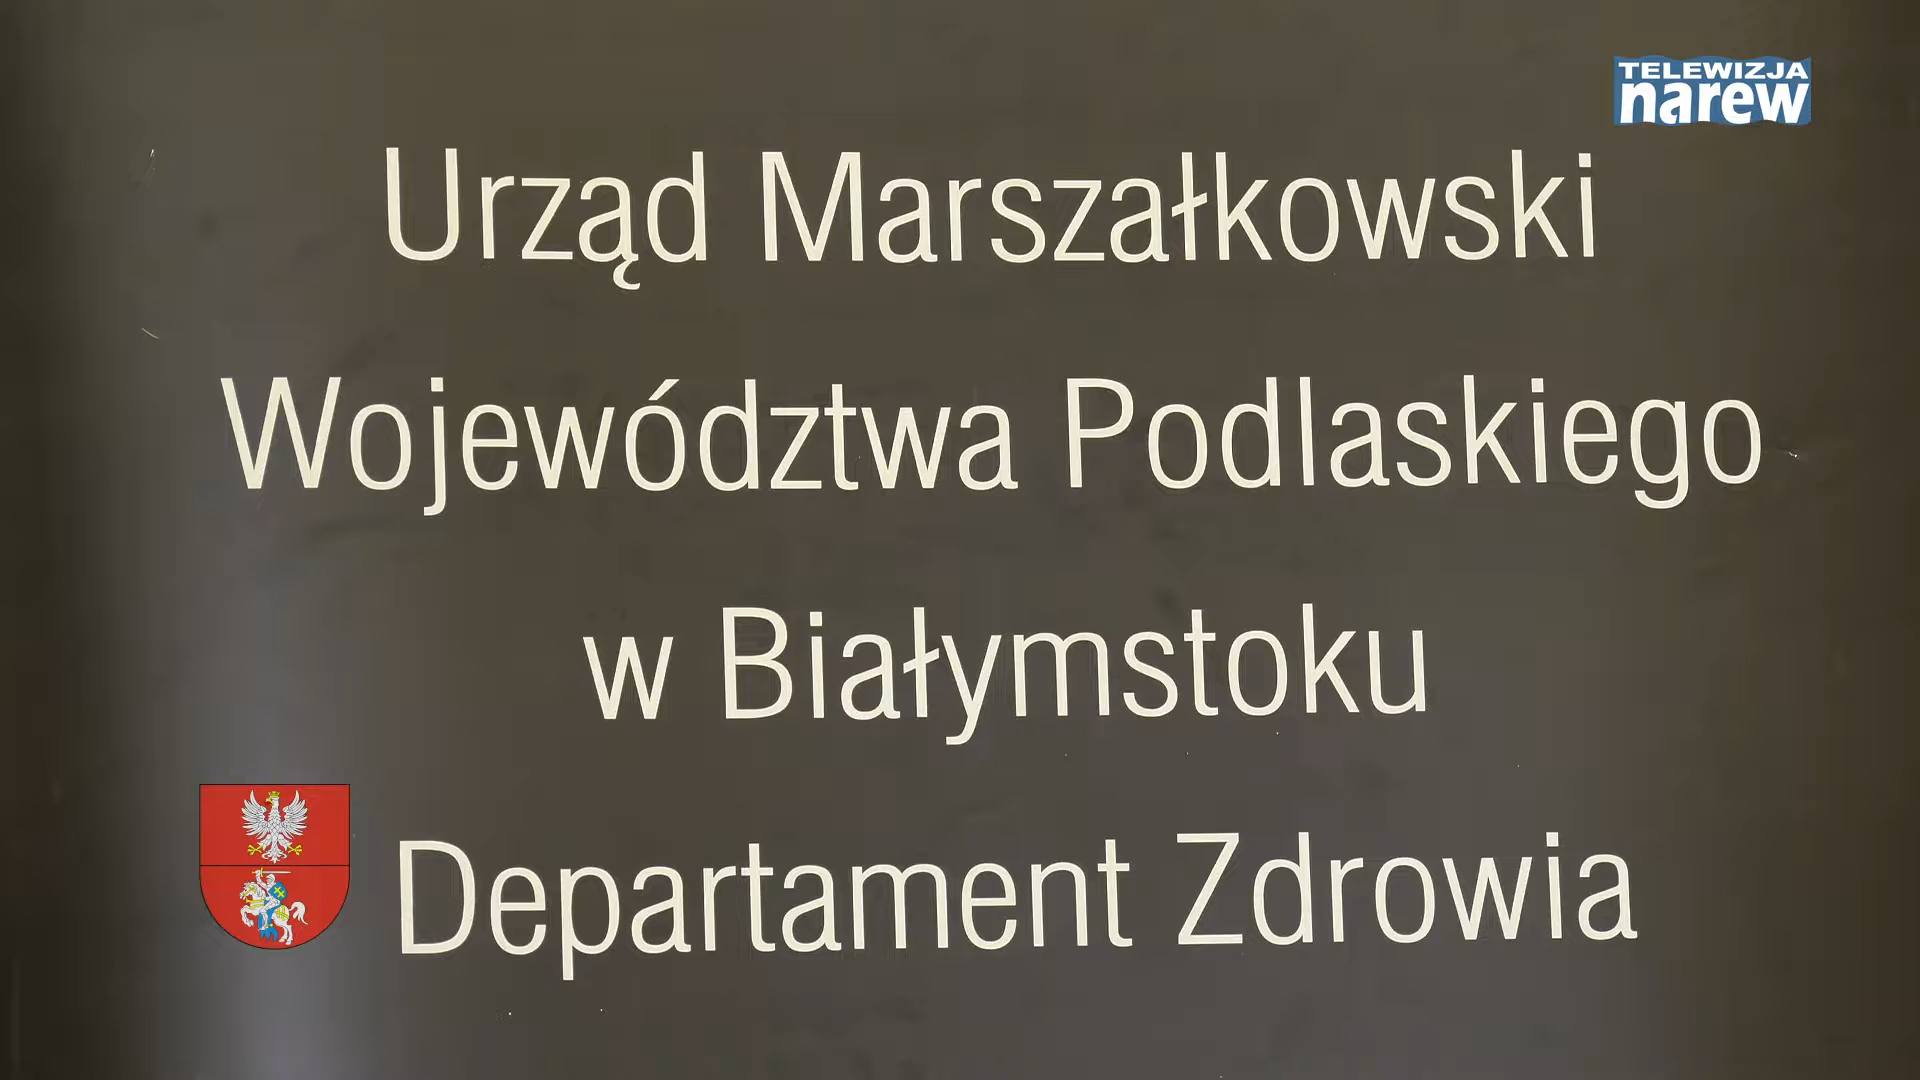 TELEWIZJA
narew
Urząd Marszałkowski
Województwa Podlaskiego
w Białymstoku
Departament Zdrowia